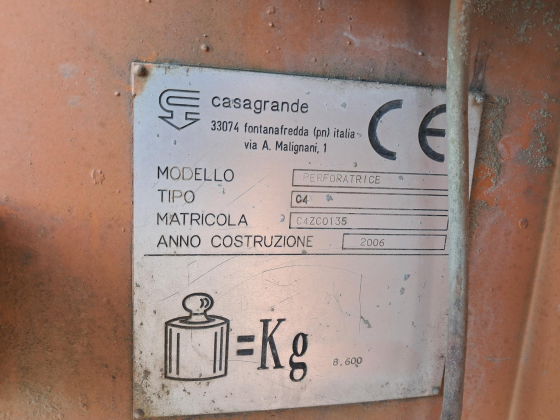 casagrande
33074 fontanafredda (pn) italia
via A. Malignani, 1
CE
MODELLO PERFORATRICE
TIPO C4
MATRICOLA C4ZC0135
ANNO COSTRUZIONE 2006
=Kg 8,600